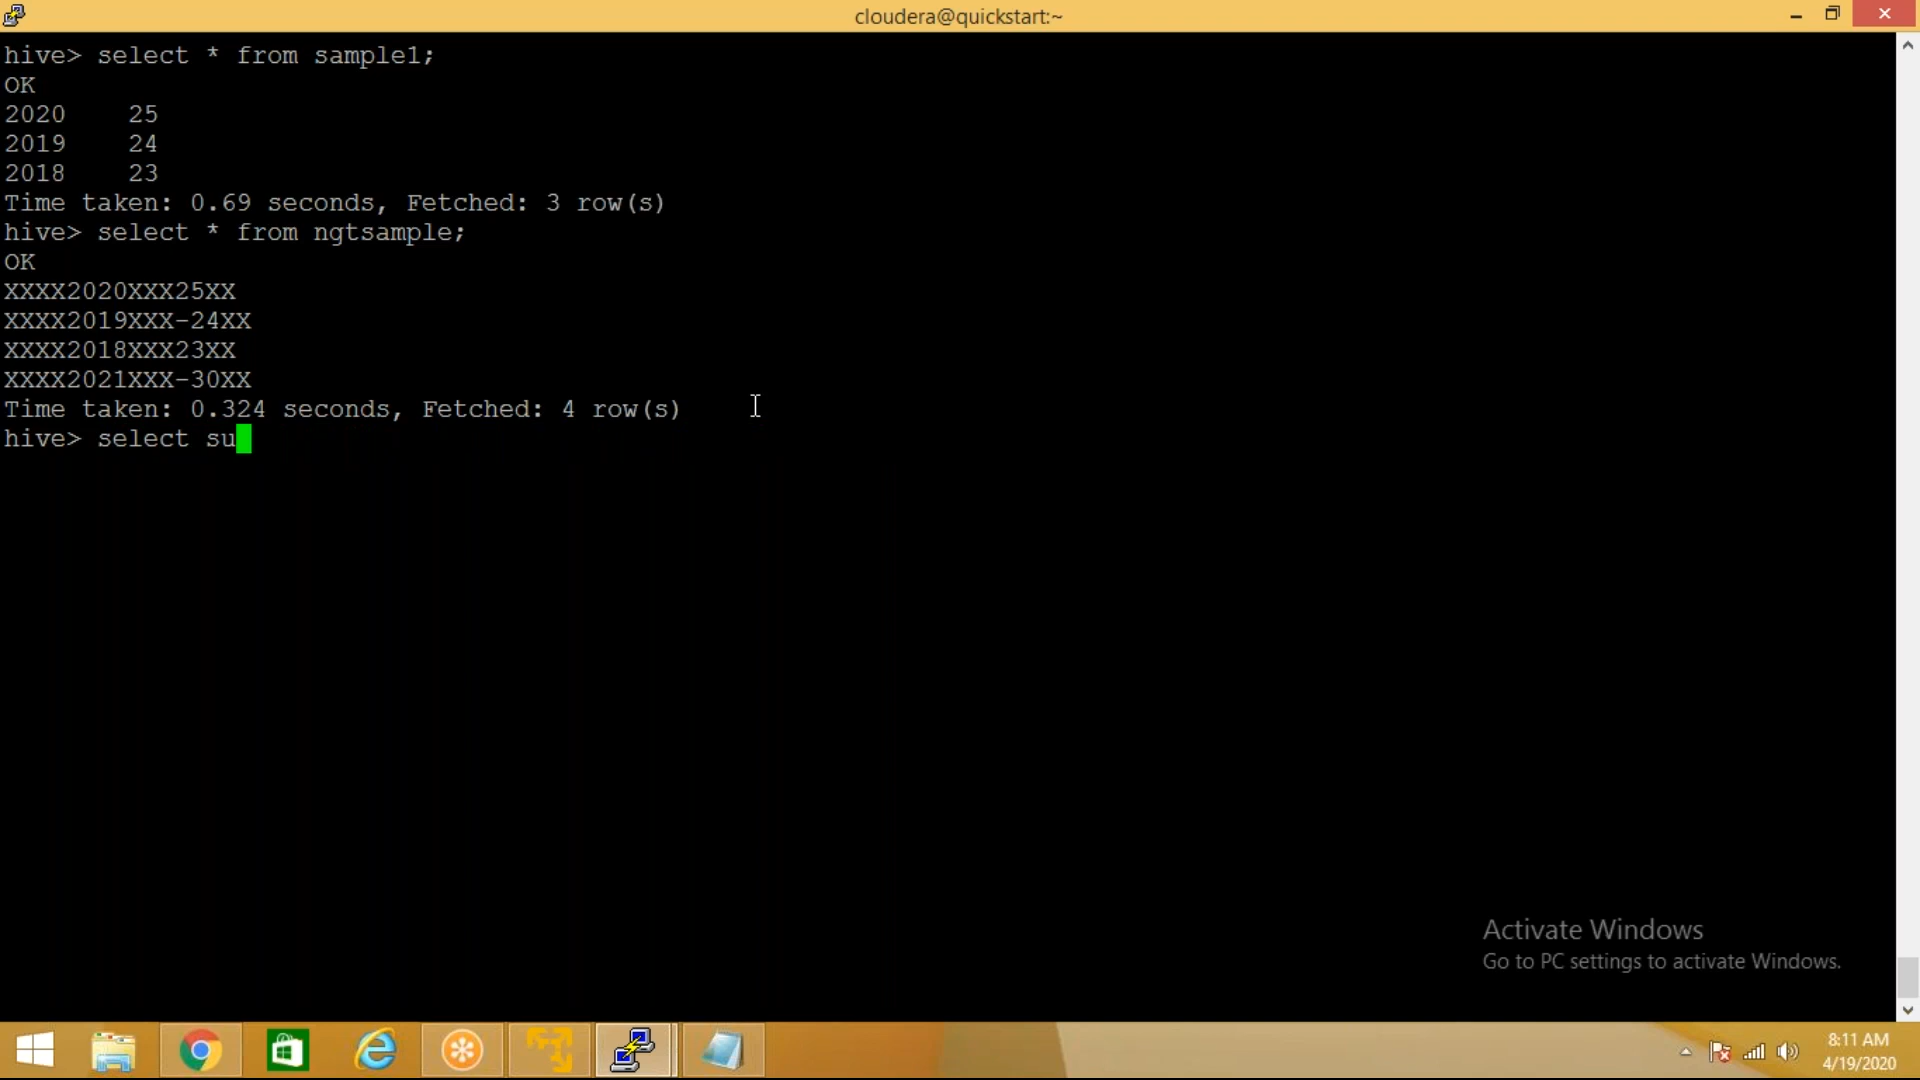 cloudera@quickstart:~
hive> select * from sample1;
OK
2020    25
2019    24
2018    23
Time taken: 0.69 seconds, Fetched: 3 row(s)
hive> select * from ngtsample;
OK
XXXX2020XXX25XX
XXXX2019XXX-24XX
XXXX2018XXX23XX
XXXX2021XXX-30XX
Time taken: 0.324 seconds, Fetched: 4 row(s)
hive> select su
Activate Windows
Go to PC settings to activate Windows.
8:11 AM
4/19/2020